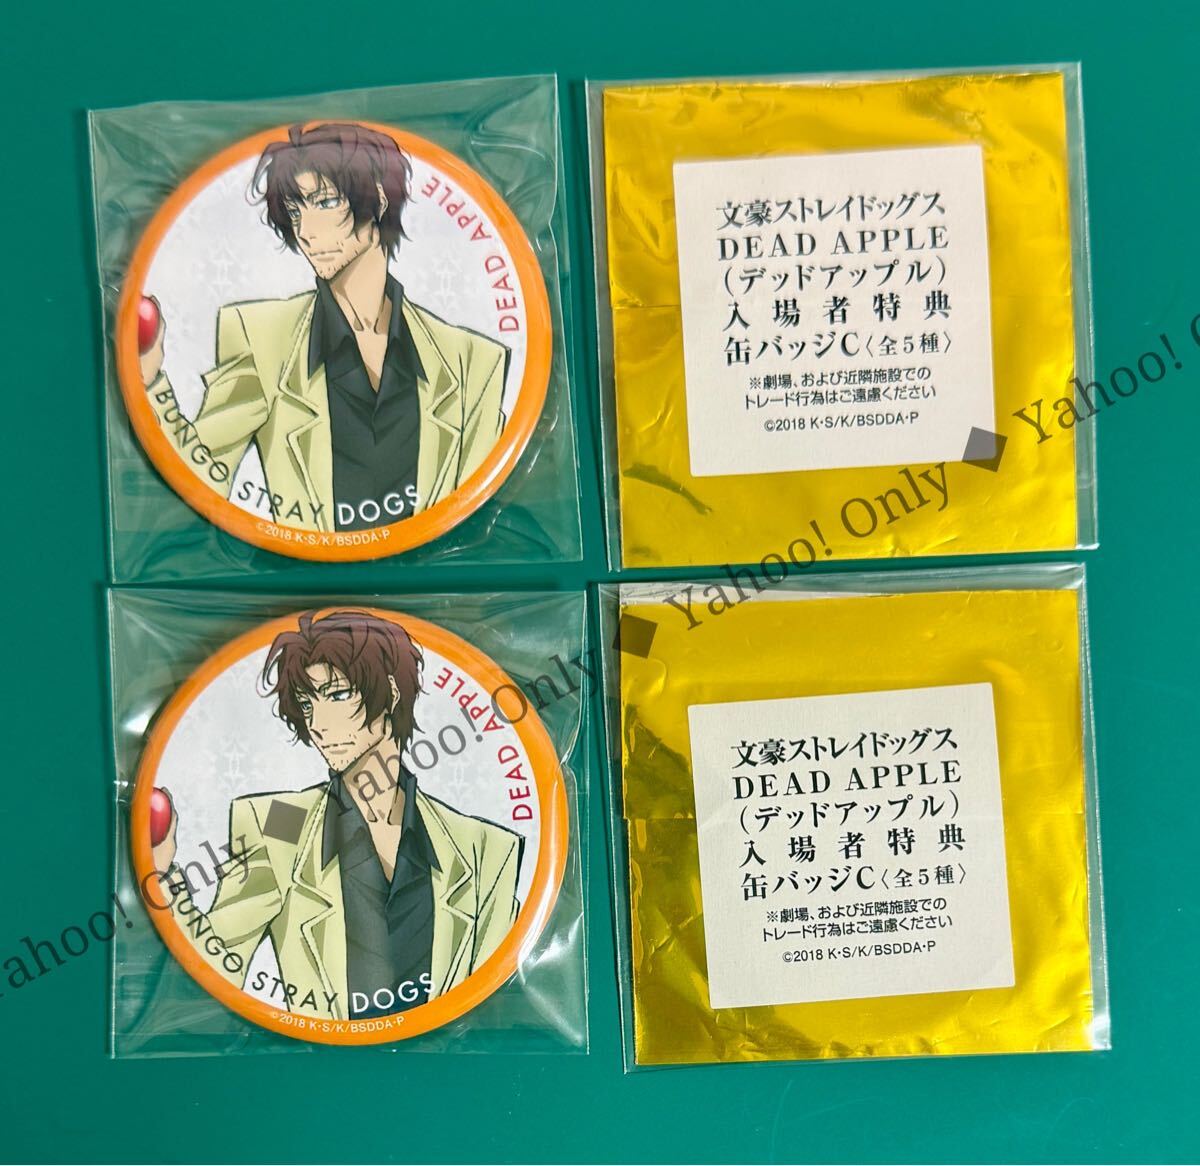 DEAD APPLE
BUNGO STRAY DOGS
©2018 K・S/K/BSDDA・P
文豪ストレイドッグス
DEAD APPLE
(デッドアップル)
入場者特典
缶バッジC〈全5種〉
※劇場、および近隣施設での
トレード行為はご遠慮ください
©2018 K・S/K/BSDDA・P
DEAD APPLE
BUNGO STRAY DOGS
©2018 K・S/K/BSDDA・P
文豪ストレイドッグス
DEAD APPLE
(デッドアップル)
入場者特典
缶バッジC〈全5種〉
※劇場、および近隣施設での
トレード行為はご遠慮ください
©2018 K・S/K/BSDDA・P
Yahoo! Only ◆ Yahoo! Only ◆ Yahoo! Only ◆ Yahoo! O